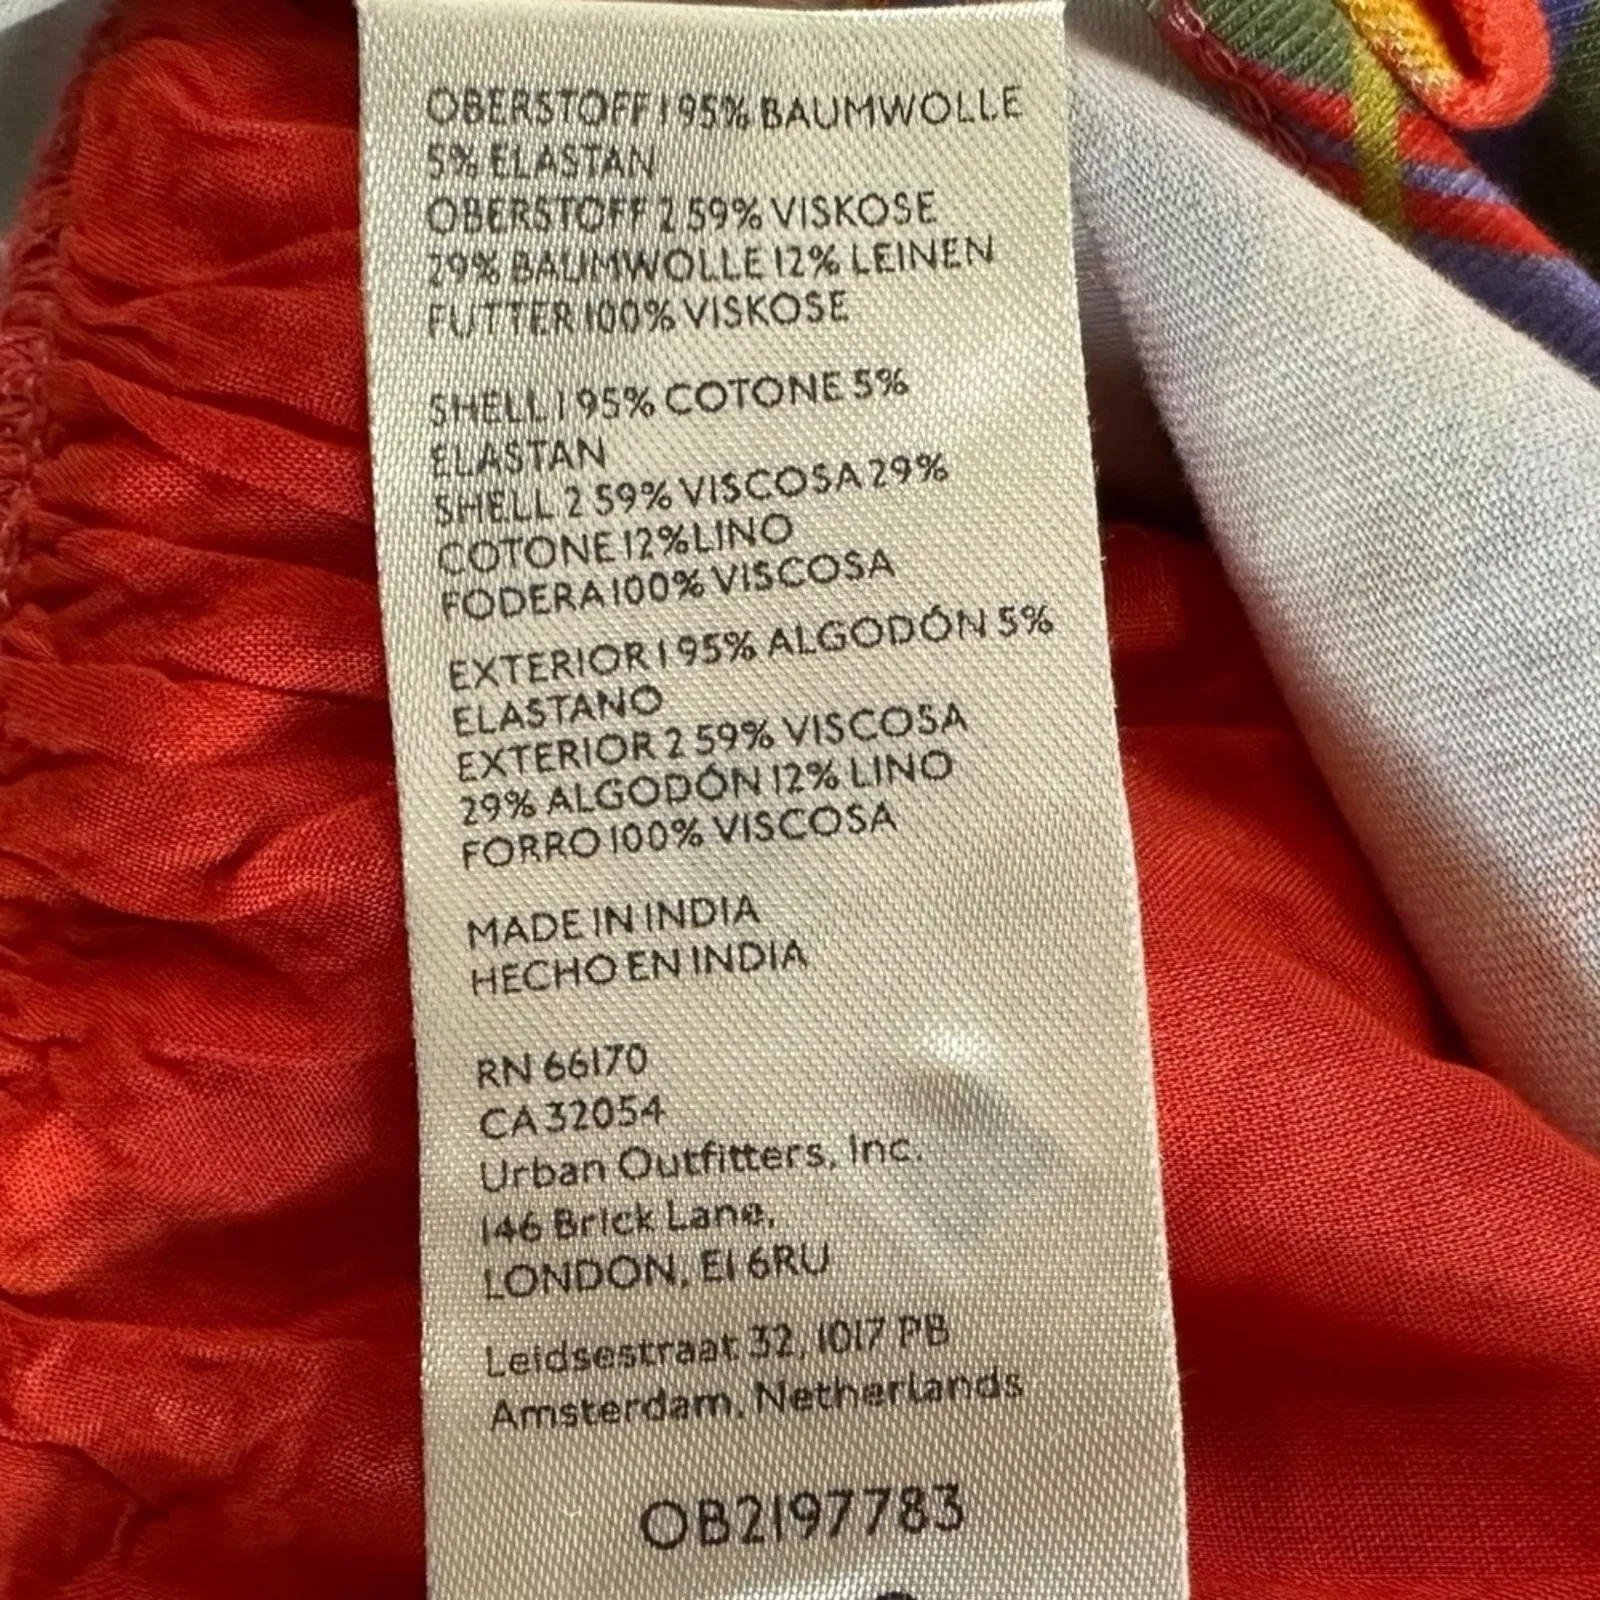 OBERSTOFF 1 95% BAUMWOLLE
5% ELASTAN
OBERSTOFF 2 59% VISKOSE
29% BAUMWOLLE 12% LEINEN
FUTTER 100% VISKOSE
SHELL 1 95% COTONE 5%
ELASTAN
SHELL 2 59% VISCOSA 29%
COTONE 12% LINO
FODERA 100% VISCOSA
EXTERIOR 1 95% ALGODÓN 5%
ELASTANO
EXTERIOR 2 59% VISCOSA
29% ALGODÓN 12% LINO
FORRO 100% VISCOSA
MADE IN INDIA
HECHO EN INDIA
RN 66170
CA 32054
Urban Outfitters, Inc.
146 Brick Lane,
LONDON, E1 6RU
Leidsestraat 32, 1017 PB
Amsterdam, Netherlands
OB2197783